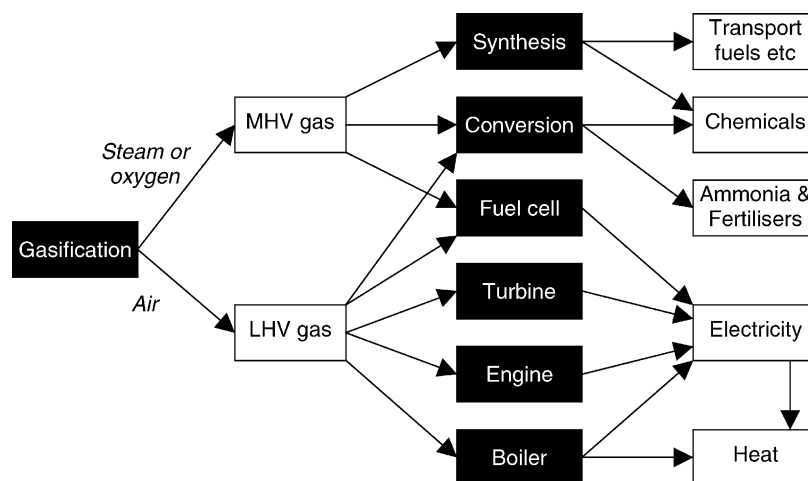 Synthesis
Transport
fuels etc
MHV gas
Conversion
Chemicals
Steam or
oxygen
Fuel cell
Ammonia &
Fertilisers
Gasification
Air
Turbine
LHV gas
Electricity
Engine
Boiler
Heat